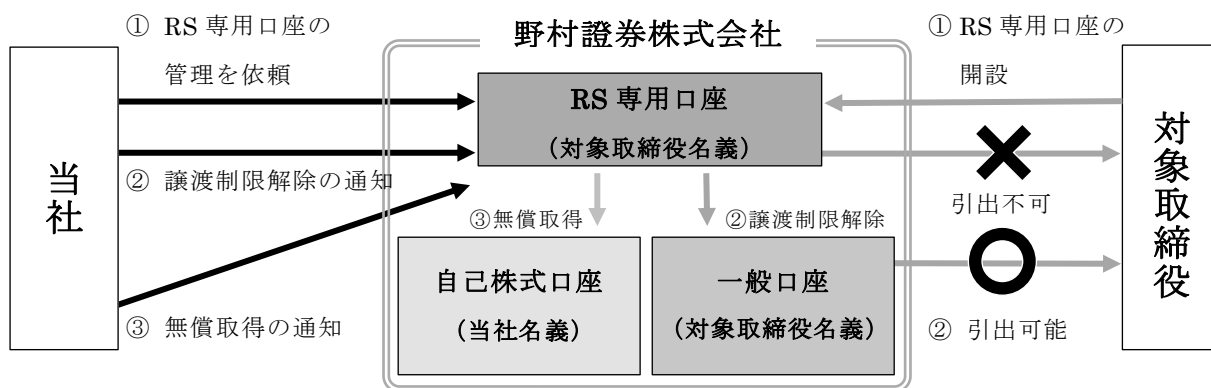 ① RS 専用口座の
管理を依頼
当社
② 譲渡制限解除の通知
③ 無償取得の通知
野村證券株式会社
RS 専用口座
(対象取締役名義)
③無償取得
②譲渡制限解除
自己株式口座
(当社名義)
一般口座
(対象取締役名義)
① RS 専用口座の
開設
引出不可
② 引出可能
対象取締役